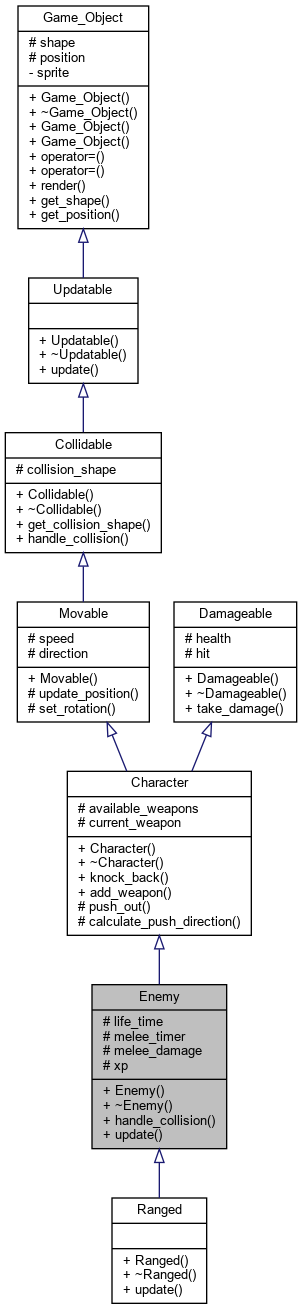 Game_Object
# shape
# position
- sprite
+ Game_Object()
+ ~Game_Object()
+ Game_Object()
+ Game_Object()
+ operator=()
+ operator=()
+ render()
+ get_shape()
+ get_position()
Updatable
+ Updatable()
+ ~Updatable()
+ update()
Collidable
# collision_shape
+ Collidable()
+ ~Collidable()
+ get_collision_shape()
+ handle_collision()
Movable
# speed
# direction
+ Movable()
# update_position()
# set_rotation()
Damageable
# health
# hit
+ Damageable()
+ ~Damageable()
+ take_damage()
Character
# available_weapons
# current_weapon
+ Character()
+ ~Character()
+ knock_back()
+ add_weapon()
# push_out()
# calculate_push_direction()
Enemy
# life_time
# melee_timer
# melee_damage
# xp
+ Enemy()
+ ~Enemy()
+ handle_collision()
+ update()
Ranged
+ Ranged()
+ ~Ranged()
+ update()